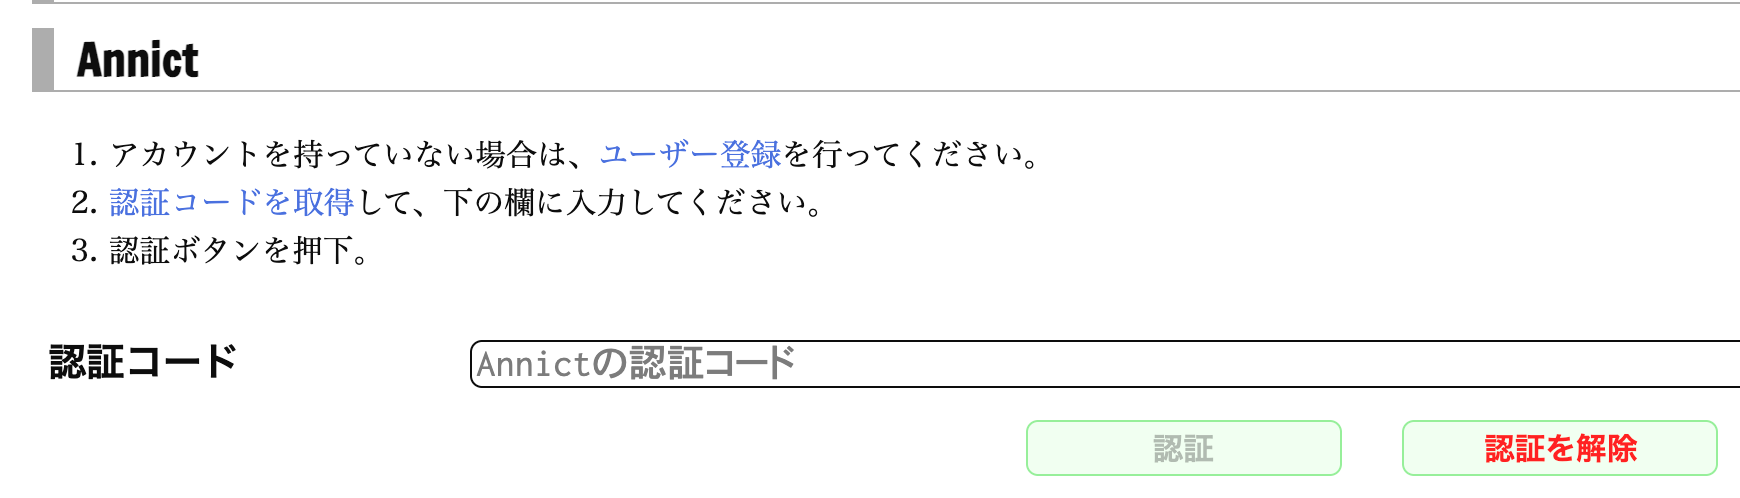 Annict
1. アカウントを持っていない場合は、ユーザー登録を行ってください。
2. 認証コードを取得して、下の欄に入力してください。
3. 認証ボタンを押下。
認証コード
Annictの認証コード
認証
認証を解除